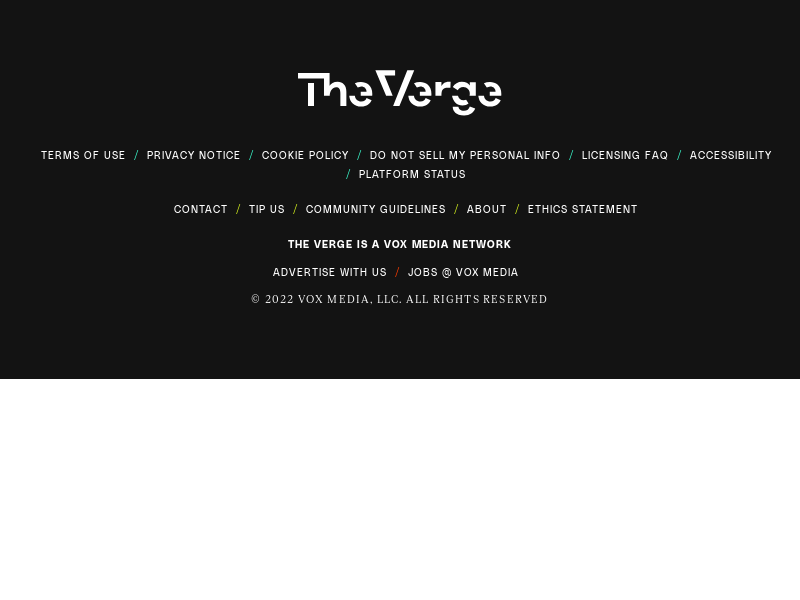 The Verge
TERMS OF USE / PRIVACY NOTICE / COOKIE POLICY / DO NOT SELL MY PERSONAL INFO / LICENSING FAQ / ACCESSIBILITY
/ PLATFORM STATUS
CONTACT / TIP US / COMMUNITY GUIDELINES / ABOUT / ETHICS STATEMENT
THE VERGE IS A VOX MEDIA NETWORK
ADVERTISE WITH US / JOBS @ VOX MEDIA
© 2022 VOX MEDIA, LLC. ALL RIGHTS RESERVED